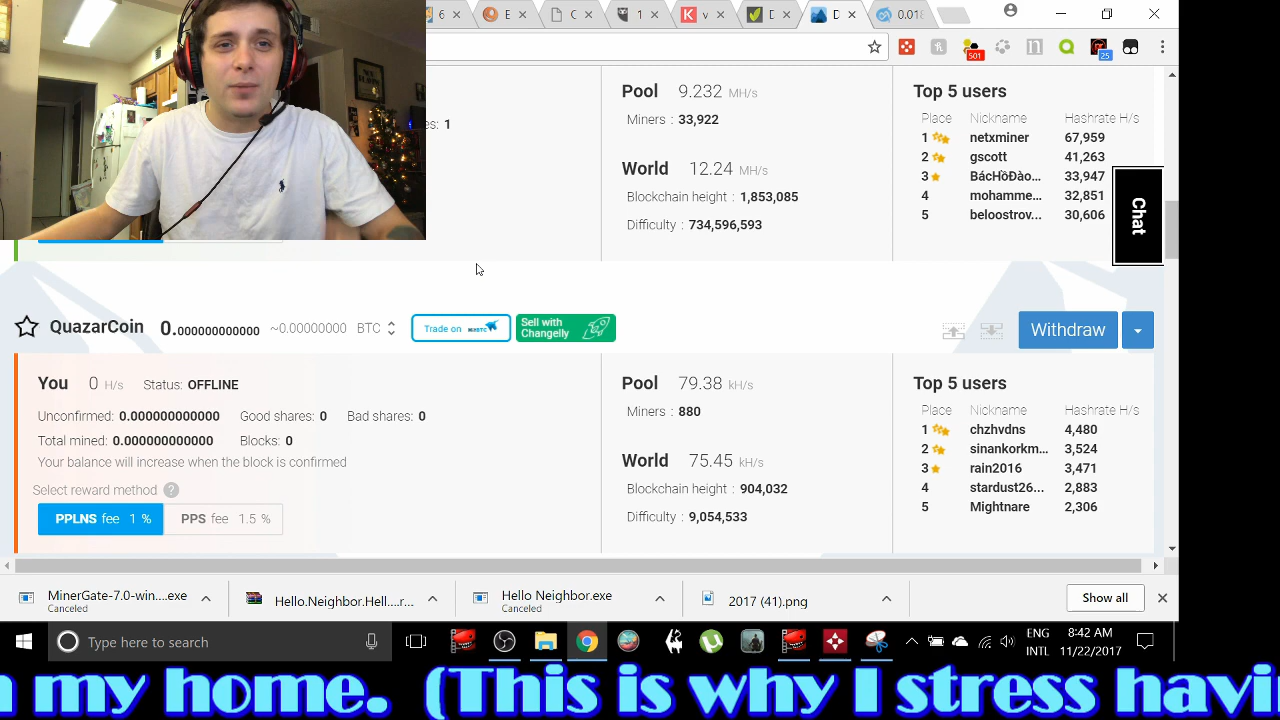 6
E
C
1
v
D
D
0.018
501
25
es: 1
Pool 9.232 MH/s
Miners : 33,922
World 12.24 MH/s
Blockchain height : 1,853,085
Difficulty : 734,596,593
Top 5 users
Place Nickname Hashrate H/s
1 netxminer 67,959
2 gscott 41,263
3 BácHồĐào... 33,947
4 mohamme... 32,851
5 beloostrov... 30,606
Chat
QuazarCoin 0.000000000000 ~0.00000000 BTC
Trade on
Sell with
Changelly
Withdraw
You 0 H/s Status: OFFLINE
Unconfirmed: 0.000000000000 Good shares: 0 Bad shares: 0
Total mined: 0.000000000000 Blocks: 0
Your balance will increase when the block is confirmed
Select reward method ?
PPLNS fee 1 % PPS fee 1.5 %
Pool 79.38 kH/s
Miners : 880
World 75.45 kH/s
Blockchain height : 904,032
Difficulty : 9,054,533
Top 5 users
Place Nickname Hashrate H/s
1 chzhvdns 4,480
2 sinankorkm... 3,524
3 rain2016 3,471
4 stardust26... 2,883
5 Mightnare 2,306
MinerGate-7.0-win....exe
Canceled
Hello.Neighbor.Hell....r...
Hello Neighbor.exe
Canceled
2017 (41).png
Show all
Type here to search
ENG
INTL
8:42 AM
11/22/2017
n my home. (This is why I stress havi